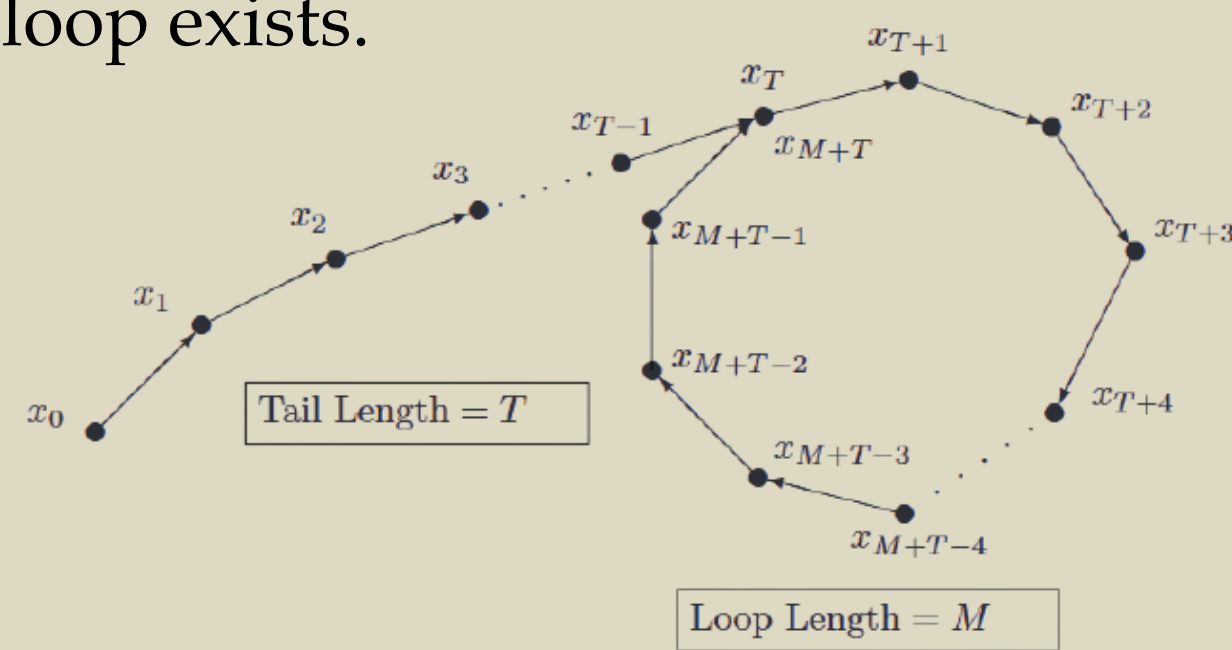 loop exists.
x_{T+1}
x_T
x_{T+2}
x_{T-1}
x_{M+T}
x_3
x_2
x_{M+T-1}
x_{T+3}
x_1
x_{M+T-2}
x_0
Tail Length = T
x_{T+4}
x_{M+T-3}
x_{M+T-4}
Loop Length = M